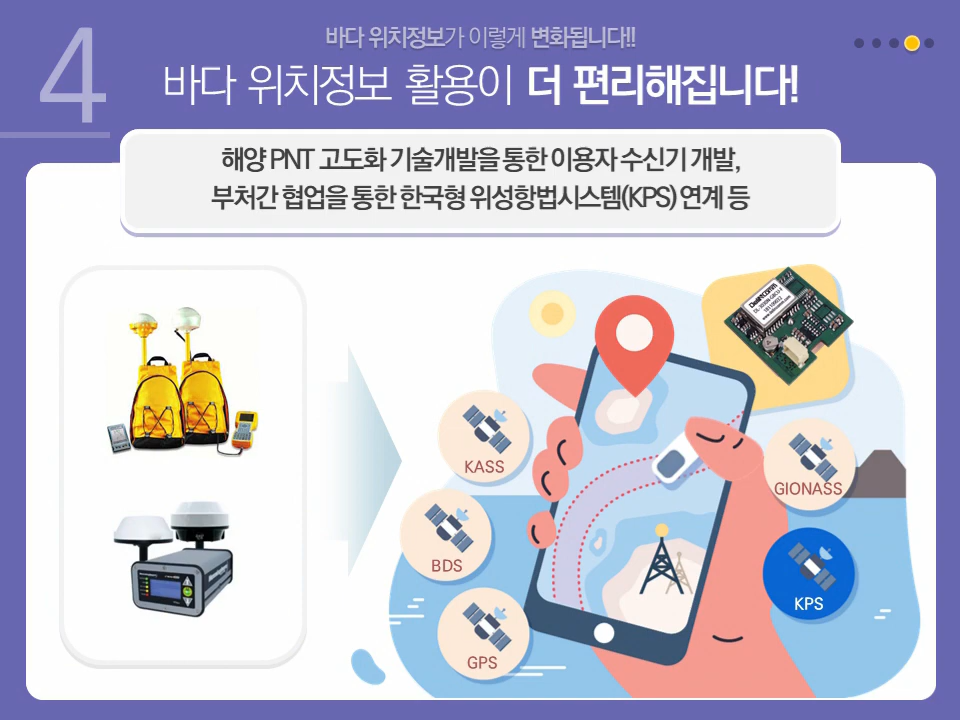 4
바다 위치정보가 이렇게 변화됩니다!!
바다 위치정보 활용이 더 편리해집니다!
해양 PNT 고도화 기술개발을 통한 이용자 수신기 개발,
부처간 협업을 통한 한국형 위성항법시스템(KPS) 연계 등
KASS
GIONASS
BDS
KPS
GPS